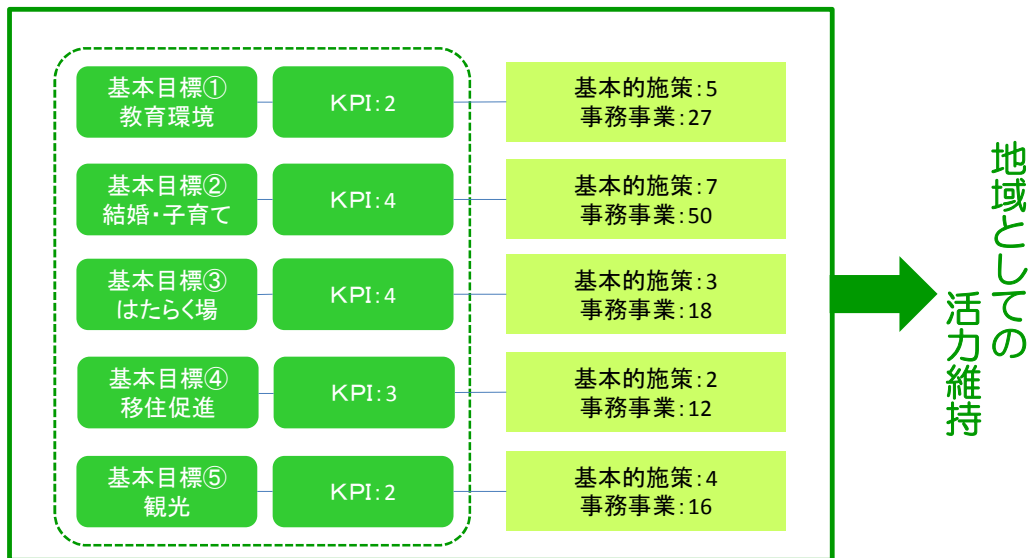 基本目標①
教育環境
ＫＰＩ:２
基本的施策:5
事務事業:27
基本目標②
結婚・子育て
ＫＰＩ:４
基本的施策:7
事務事業:50
基本目標③
はたらく場
ＫＰＩ:４
基本的施策:3
事務事業:18
基本目標④
移住促進
ＫＰＩ:３
基本的施策:2
事務事業:12
基本目標⑤
観光
ＫＰＩ:２
基本的施策:4
事務事業:16
地域としての
活力維持